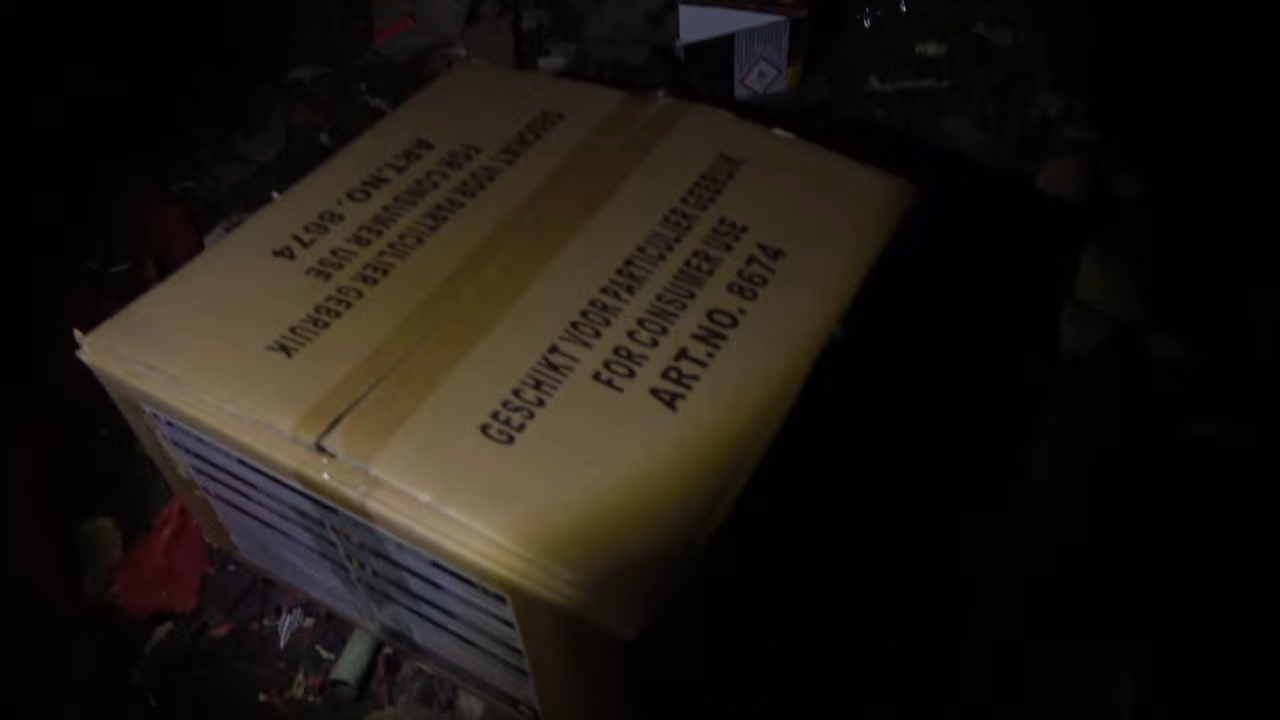 GESCHIKT VOOR PARTICULIER GEBRUIK
FOR CONSUMER USE
ART.NO. 8674
GESCHIKT VOOR PARTICULIER GEBRUIK
FOR CONSUMER USE
ART.NO. 8674